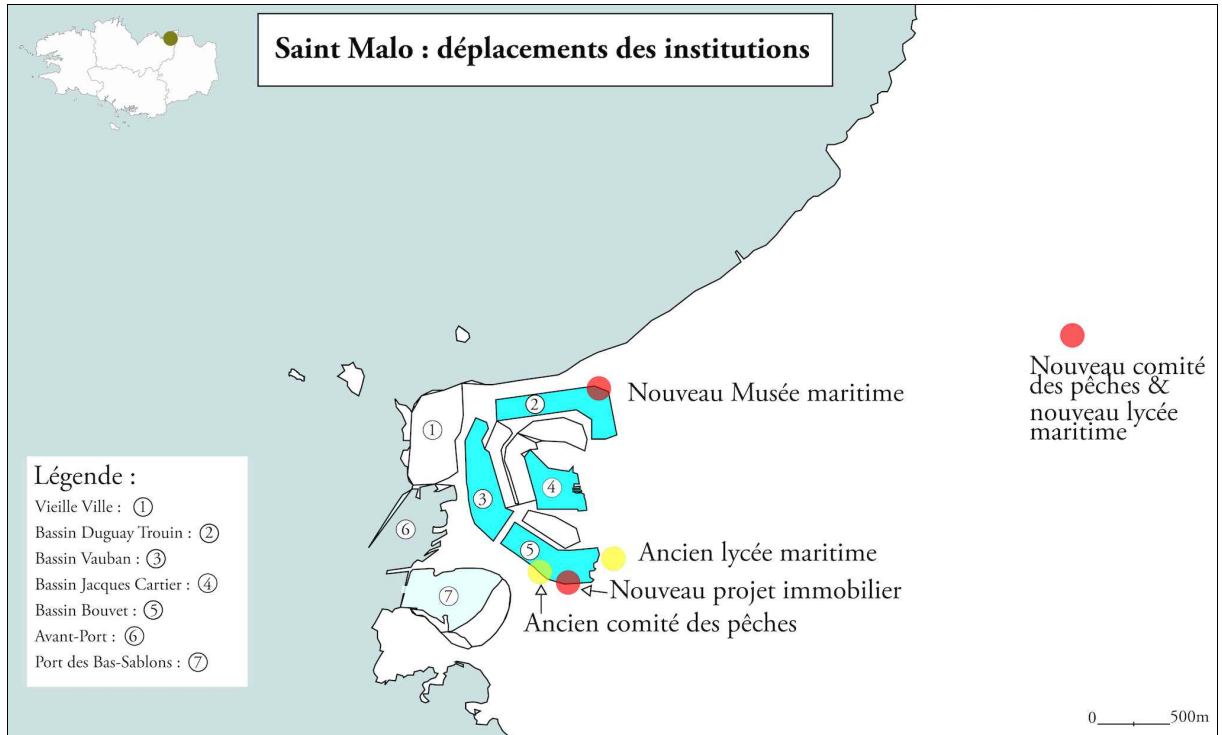 Saint Malo : déplacements des institutions
Nouveau Musée maritime
Nouveau comité
des pêches &
nouveau lycée
maritime
1
2
3
4
5
6
7
Ancien lycée maritime
Nouveau projet immobilier
Ancien comité des pêches
Légende :
Vieille Ville : 1
Bassin Duguay Trouin : 2
Bassin Vauban : 3
Bassin Jacques Cartier : 4
Bassin Bouvet : 5
Avant-Port : 6
Port des Bas-Sablons : 7
0 500m